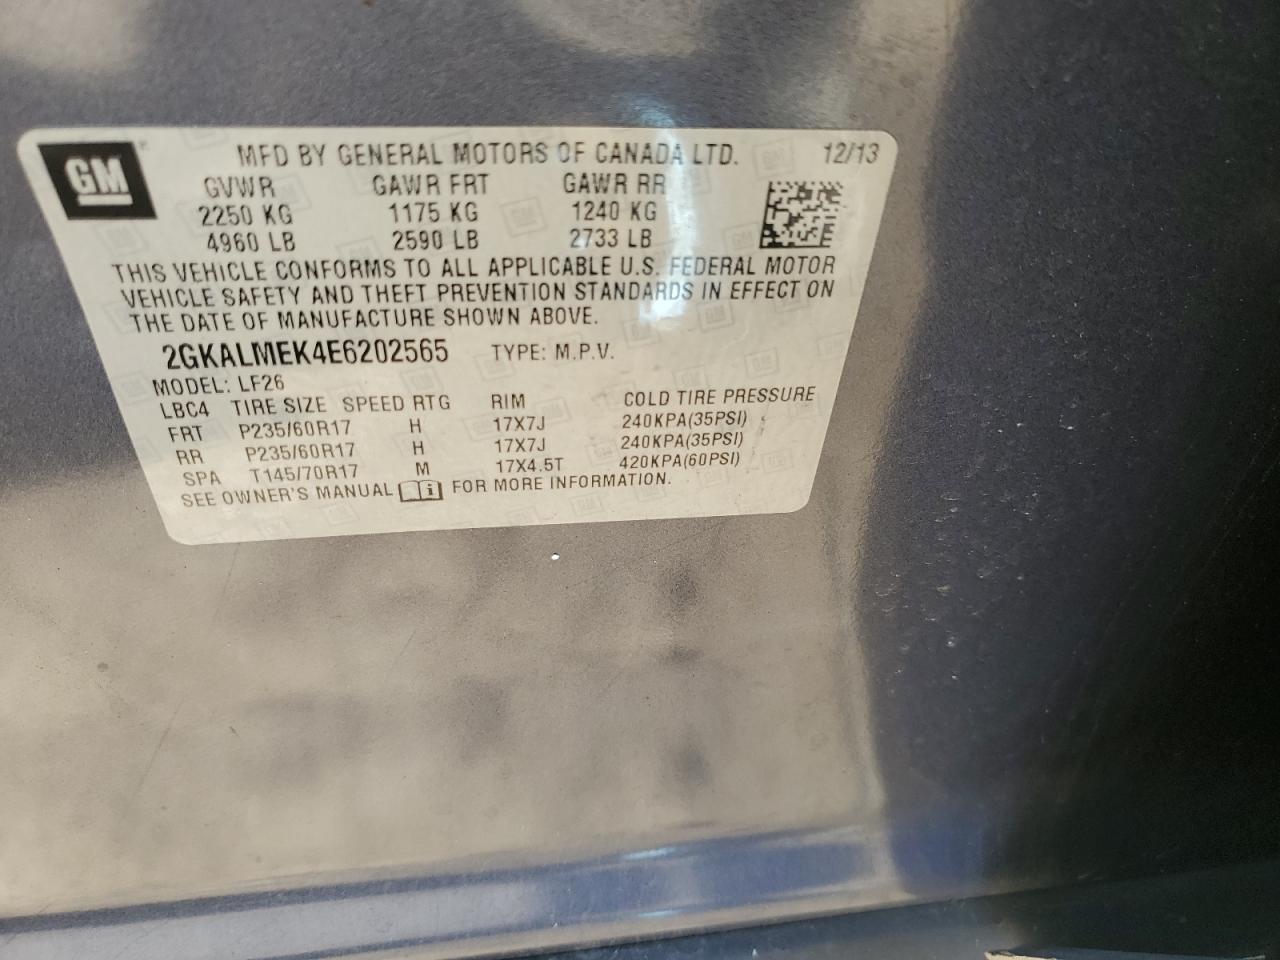 GM
MFD BY GENERAL MOTORS OF CANADA LTD. 12/13
GVWR GAWR FRT GAWR RR
2250 KG 1175 KG 1240 KG
4960 LB 2590 LB 2733 LB
THIS VEHICLE CONFORMS TO ALL APPLICABLE U.S. FEDERAL MOTOR
VEHICLE SAFETY AND THEFT PREVENTION STANDARDS IN EFFECT ON
THE DATE OF MANUFACTURE SHOWN ABOVE.
2GKALMEK4E6202565 TYPE: M.P.V.
MODEL: LF26
LBC4 TIRE SIZE SPEED RTG RIM COLD TIRE PRESSURE
FRT P235/60R17 H 17X7J 240KPA(35PSI)
RR P235/60R17 H 17X7J 240KPA(35PSI)
SPA T145/70R17 M 17X4.5T 420KPA(60PSI)
SEE OWNER'S MANUAL i FOR MORE INFORMATION.